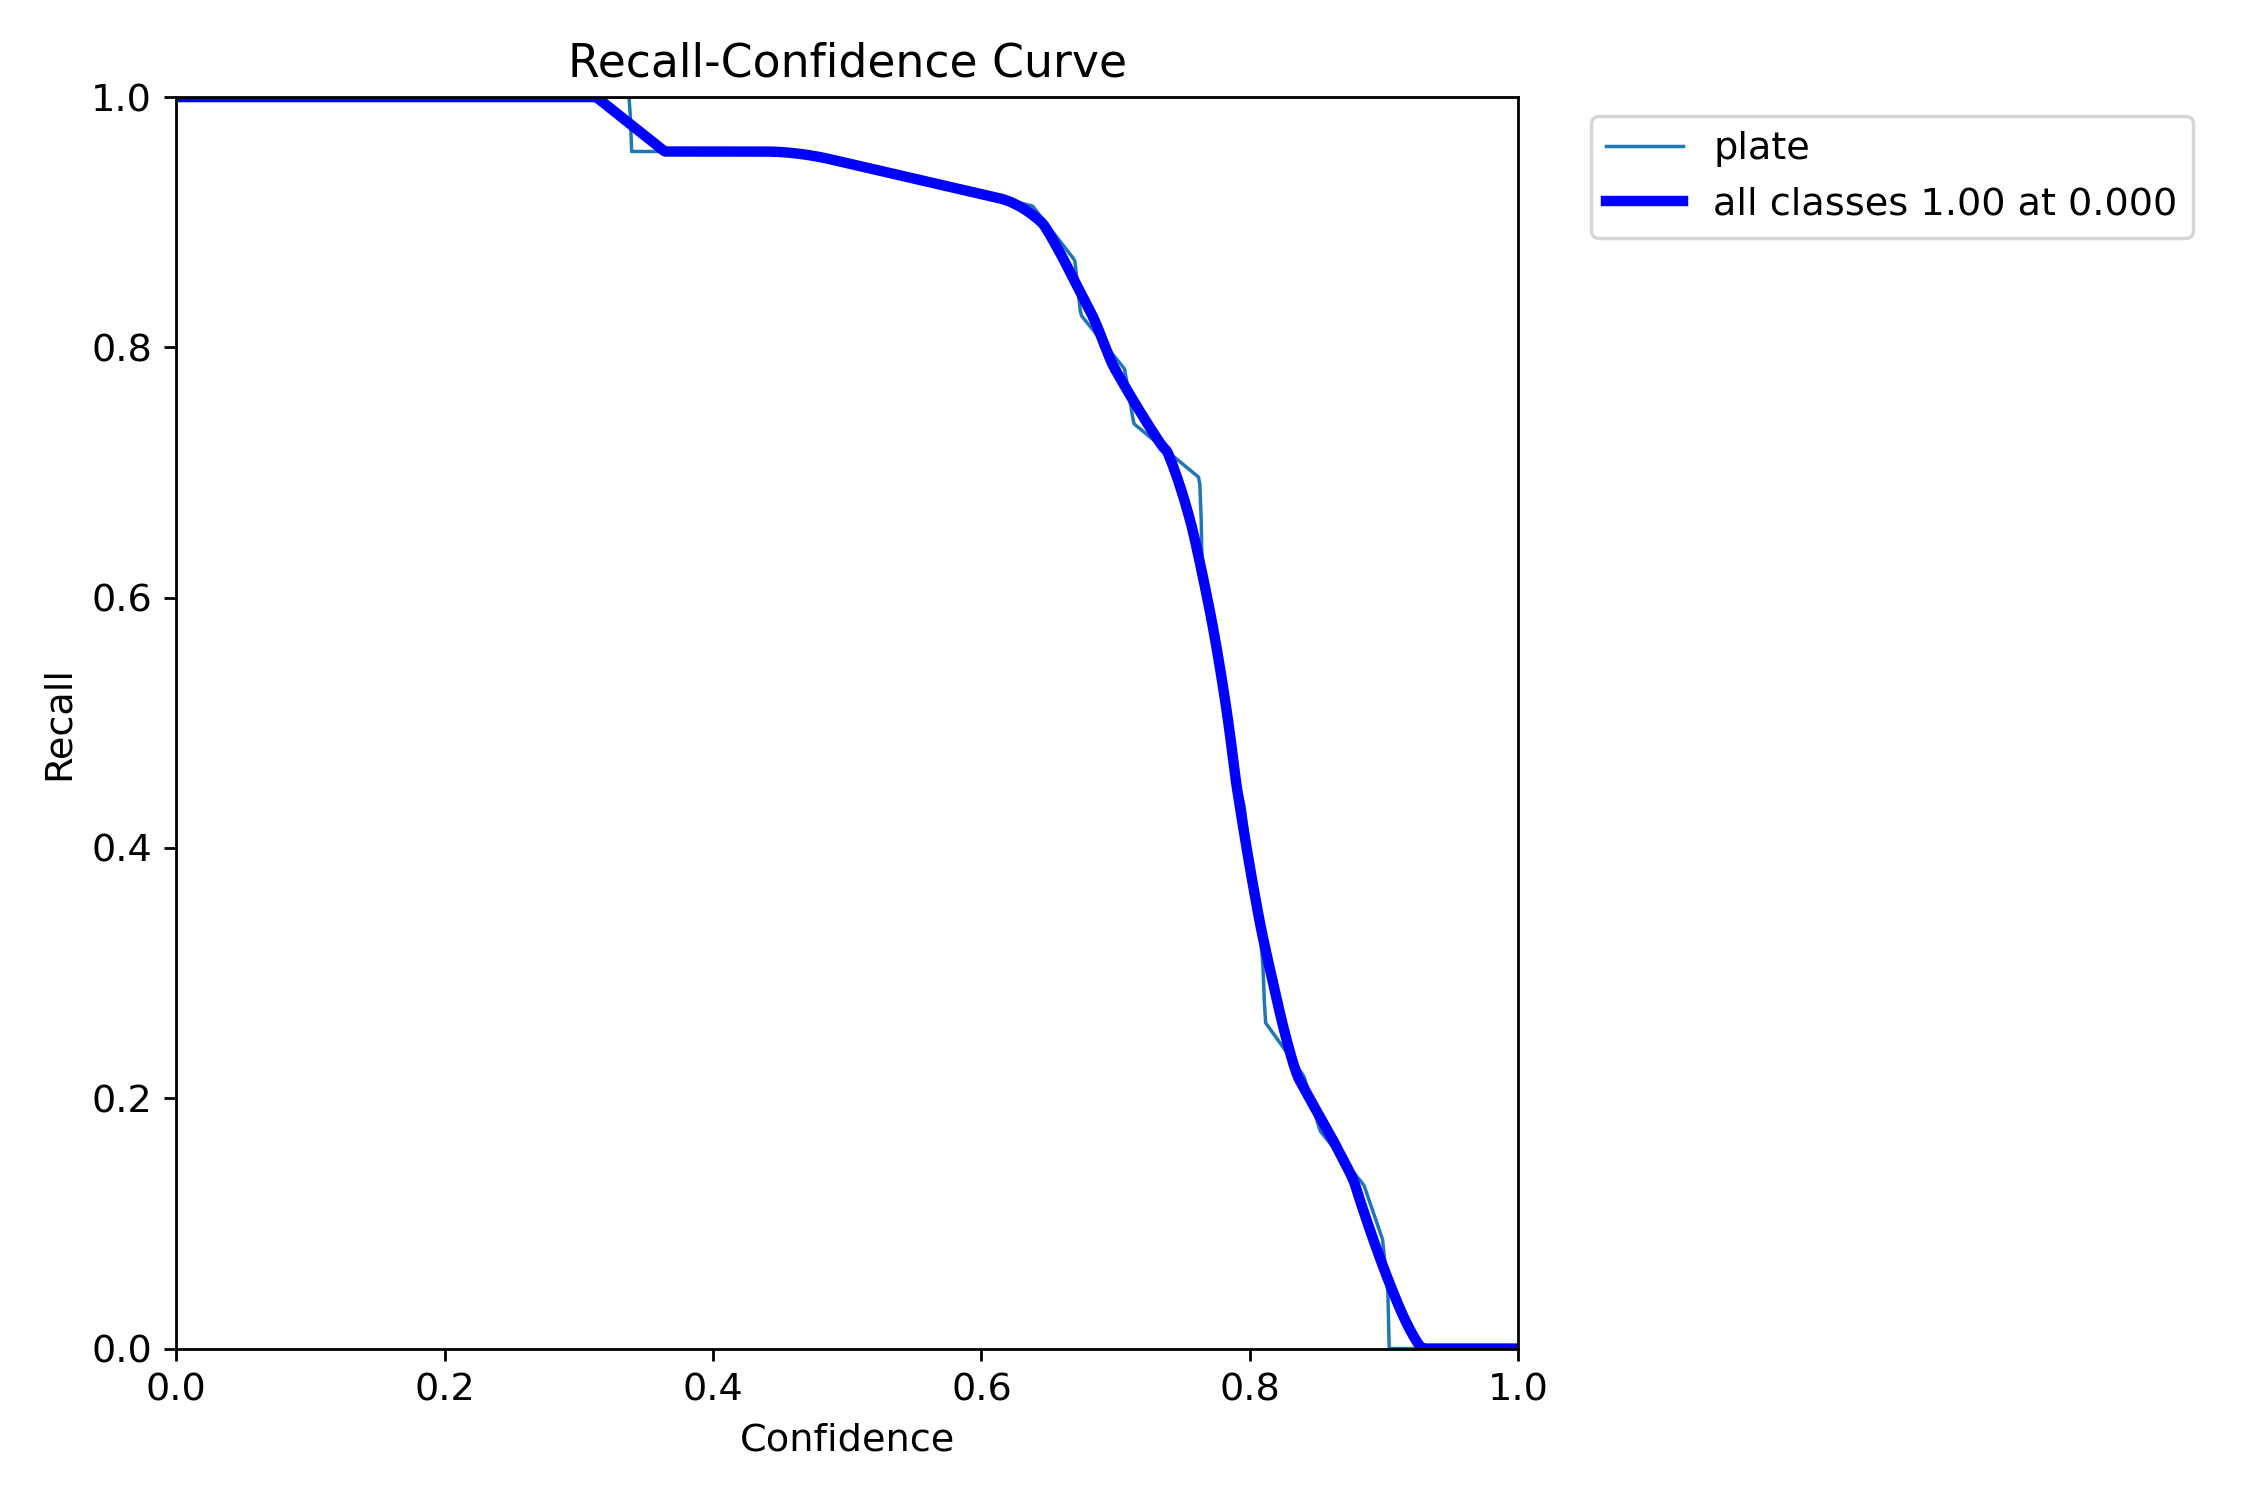 Recall-Confidence Curve
plate
all classes 1.00 at 0.000
1.0
0.8
0.6
0.4
0.2
0.0
Recall
0.0 0.2 0.4 0.6 0.8 1.0
Confidence